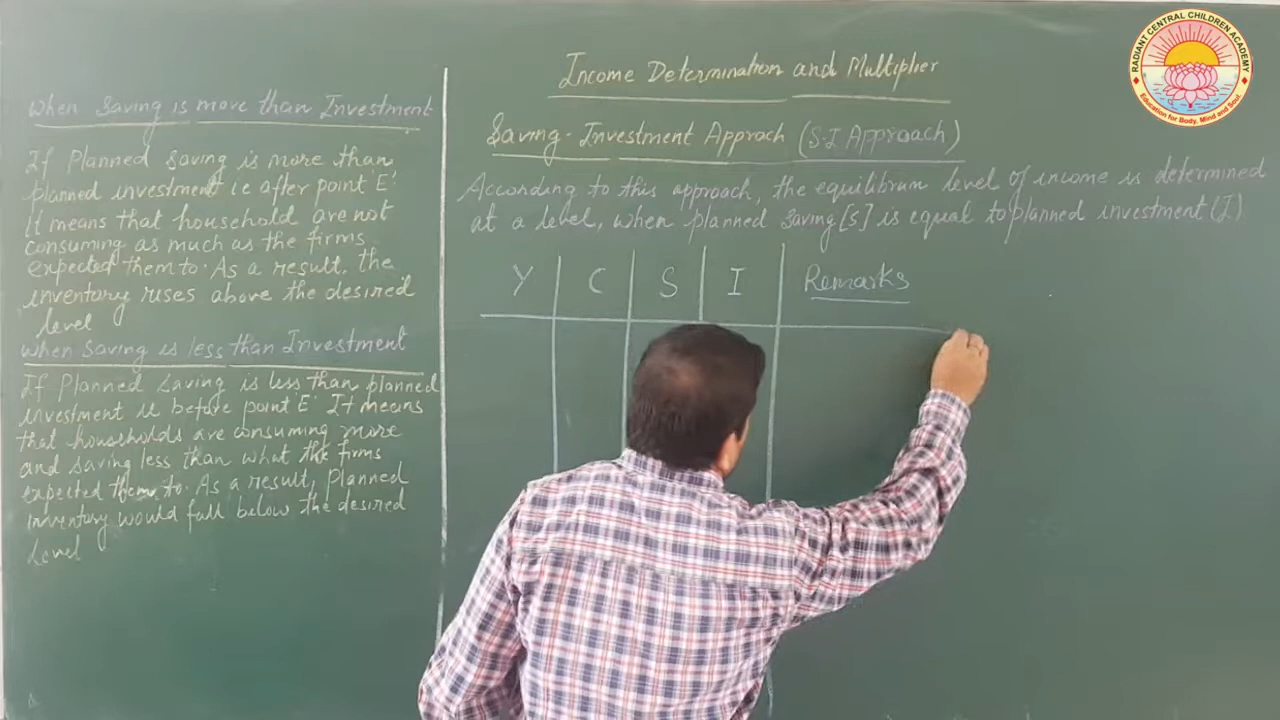 When Saving is more than Investment
If Planned Saving is more than
planned investment i.e after point 'E'.
It means that household are not
consuming as much as the firms
expected them to. As a result, the
inventory rises above the desired
level
When Saving is less than Investment
If Planned Saving is less than planned
investment ie before point 'E' It means
that households are consuming more
and saving less than what the firms
expected them to. As a result, Planned
inventory would fall below the desired
level
Income Determination and Multiplier
Saving-Investment Approch (S-I Approach)
According to this approach, the equilibrum level of income is determined
at a level, when planned Saving [S] is equal to planned investment (I)
Y C S I Remarks
RADIANT CENTRAL CHILDREN ACADEMY
Education for Body, Mind and Soul.